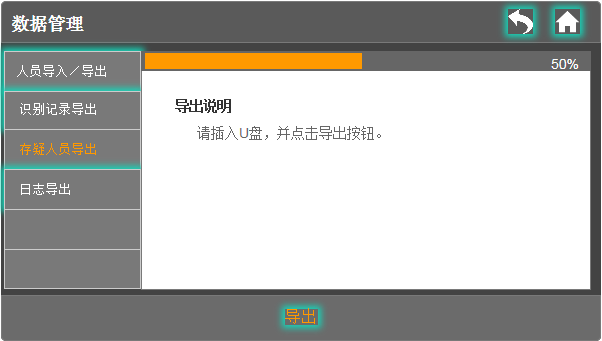 数据管理
人员导入／导出
识别记录导出
存疑人员导出
日志导出
50%
导出说明
请插入U盘，并点击导出按钮。
导出